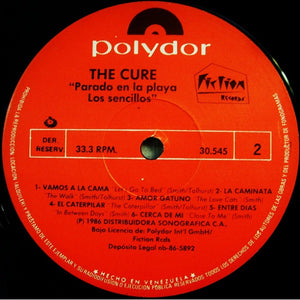 polydor
THE CURE
"Parado en la playa
Los sencillos"
Fiction
Records
DER.
RESERV.
33.3 RPM.
30.545
2
1- VAMOS A LA CAMA "Let's Go To Bed" (Smith/Tolhurst) 2- LA CAMINATA
"The Walk" (Smith/Tolhurst) 3- AMOR GATUNO "The Love Cats" (Smith)
4- EL CATERPILAR "The Caterpillar" (Smith/Tolhurst) 5- ENTRE DIAS
"In Between Days" (Smith) 6- CERCA DE MI "Close To Me" (Smith)
(P) 1986 DISTRIBUIDORA SONOGRAFICA C.A.
Bajo Licencia de: Polydor Int'l GmbH/
Fiction Rcds
Depósito Legal nb-86-5892
HECHO EN VENEZUELA